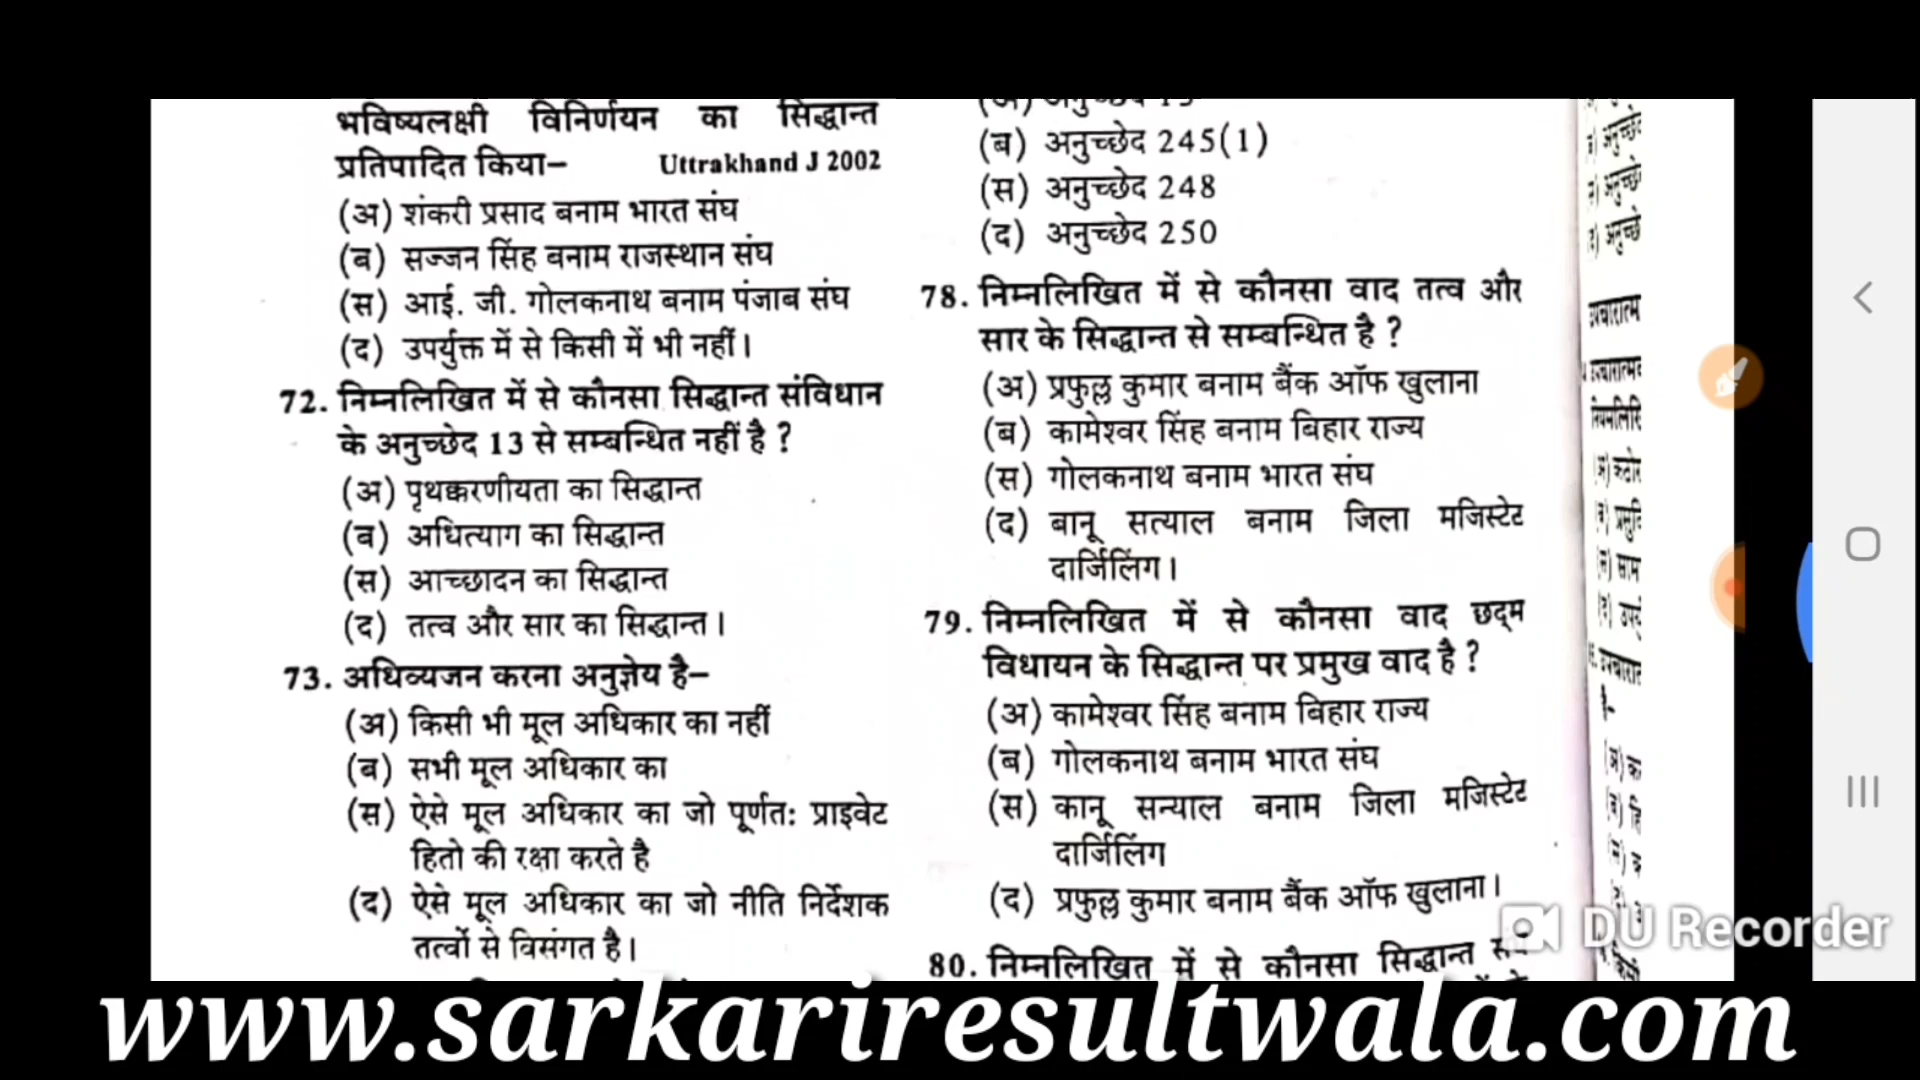 भविष्यलक्षी विनिर्णयन का सिद्धान्त
प्रतिपादित किया– Uttrakhand J 2002
(अ) शंकरी प्रसाद बनाम भारत संघ
(ब) सज्जन सिंह बनाम राजस्थान संघ
(स) आई. जी. गोलकनाथ बनाम पंजाब संघ
(द) उपर्युक्त में से किसी में भी नहीं।
72. निम्नलिखित में से कौनसा सिद्धान्त संविधान
के अनुच्छेद 13 से सम्बन्धित नहीं है ?
(अ) पृथक्करणीयता का सिद्धान्त
(ब) अधित्याग का सिद्धान्त
(स) आच्छादन का सिद्धान्त
(द) तत्व और सार का सिद्धान्त।
73. अधिव्यजन करना अनुज्ञेय है–
(अ) किसी भी मूल अधिकार का नहीं
(ब) सभी मूल अधिकार का
(स) ऐसे मूल अधिकार का जो पूर्णत: प्राइवेट
हितो की रक्षा करते है
(द) ऐसे मूल अधिकार का जो नीति निर्देशक
तत्वों से विसंगत है।
(ब) अनुच्छेद 245(1)
(स) अनुच्छेद 248
(द) अनुच्छेद 250
78. निम्नलिखित में से कौनसा वाद तत्व और
सार के सिद्धान्त से सम्बन्धित है ?
(अ) प्रफुल्ल कुमार बनाम बैंक ऑफ खुलाना
(ब) कामेश्वर सिंह बनाम बिहार राज्य
(स) गोलकनाथ बनाम भारत संघ
(द) बानू सत्याल बनाम जिला मजिस्टेट
दार्जिलिंग।
79. निम्नलिखित में से कौनसा वाद छद्म
विधायन के सिद्धान्त पर प्रमुख वाद है ?
(अ) कामेश्वर सिंह बनाम बिहार राज्य
(ब) गोलकनाथ बनाम भारत संघ
(स) कानू सन्याल बनाम जिला मजिस्टेट
दार्जिलिंग
(द) प्रफुल्ल कुमार बनाम बैंक ऑफ खुलाना।
80. निम्नलिखित में से कौनसा सिद्धान्त
DU Recorder
www.sarkariresultwala.com